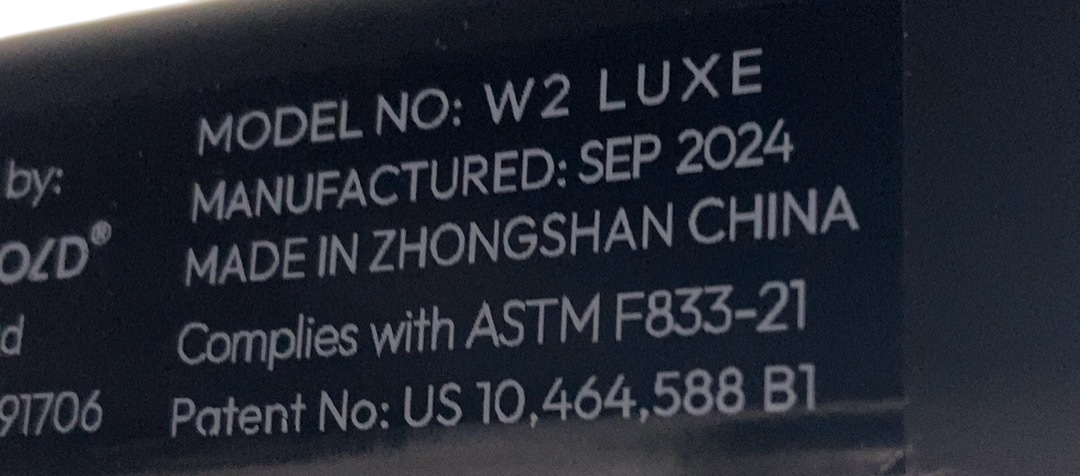 MODEL NO: W2 LUXE
by: MANUFACTURED: SEP 2024
MADE IN ZHONGSHAN CHINA
Complies with ASTM F833-21
91706 Patent No: US 10,464,588 B1